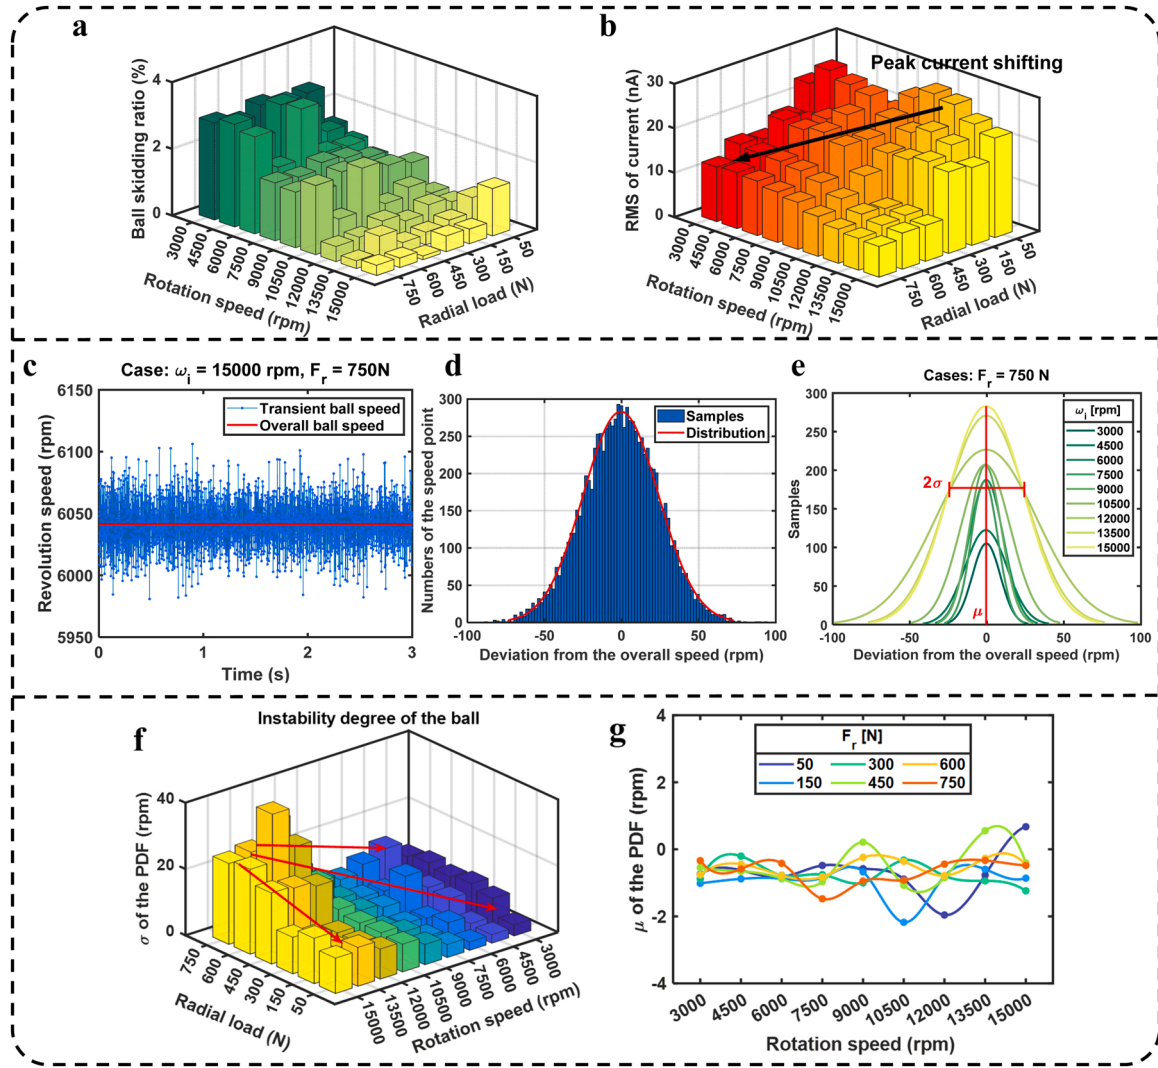 a
Ball skidding ratio (%)
4
2
0
3000
4500
6000
7500
9000
10500
12000
13500
15000
Rotation speed (rpm)
750
600
450
300
150
50
Radial load (N)
b
Peak current shifting
RMS of current (nA)
30
20
10
0
3000
4500
6000
7500
9000
10500
12000
13500
15000
Rotation speed (rpm)
750
600
450
300
150
50
Radial load (N)
c
Case: ω_i = 15000 rpm, F_r = 750N
Revolution speed (rpm)
6150
6100
6050
6000
5950
Transient ball speed
Overall ball speed
0 1 2 3
Time (s)
d
Numbers of the speed point
300
250
200
150
100
50
0
Samples
Distribution
-100 -50 0 50 100
Deviation from the overall speed (rpm)
e
Cases: F_r = 750 N
Samples
300
250
200
150
100
50
0
2σ
μ
ω_i [rpm]
3000
4500
6000
7500
9000
10500
12000
13500
15000
-100 -50 0 50 100
Deviation from the overall speed (rpm)
f
Instability degree of the ball
σ of the PDF (rpm)
40
20
0
750
600
450
300
150
50
Radial load (N)
15000
13500
12000
10500
9000
7500
6000
4500
3000
Rotation speed (rpm)
g
μ of the PDF (rpm)
4
2
0
-2
-4
F_r [N]
50 300 600
150 450 750
3000 4500 6000 7500 9000 10500 12000 13500 15000
Rotation speed (rpm)